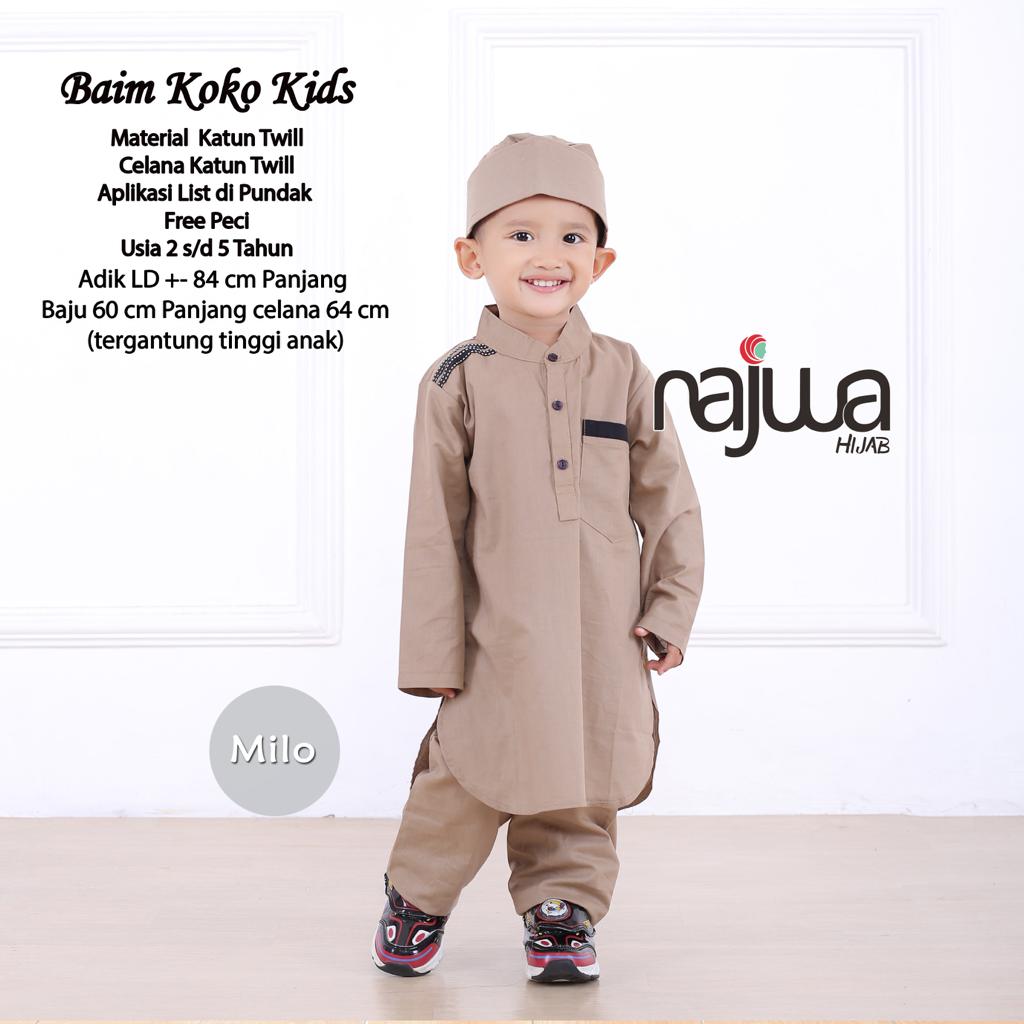 Baim Koko Kids
Material Katun Twill
Celana Katun Twill
Aplikasi List di Pundak
Free Peci
Usia 2 s/d 5 Tahun
Adik LD +- 84 cm Panjang
Baju 60 cm Panjang celana 64 cm
(tergantung tinggi anak)
najwa
HIJAB
Milo